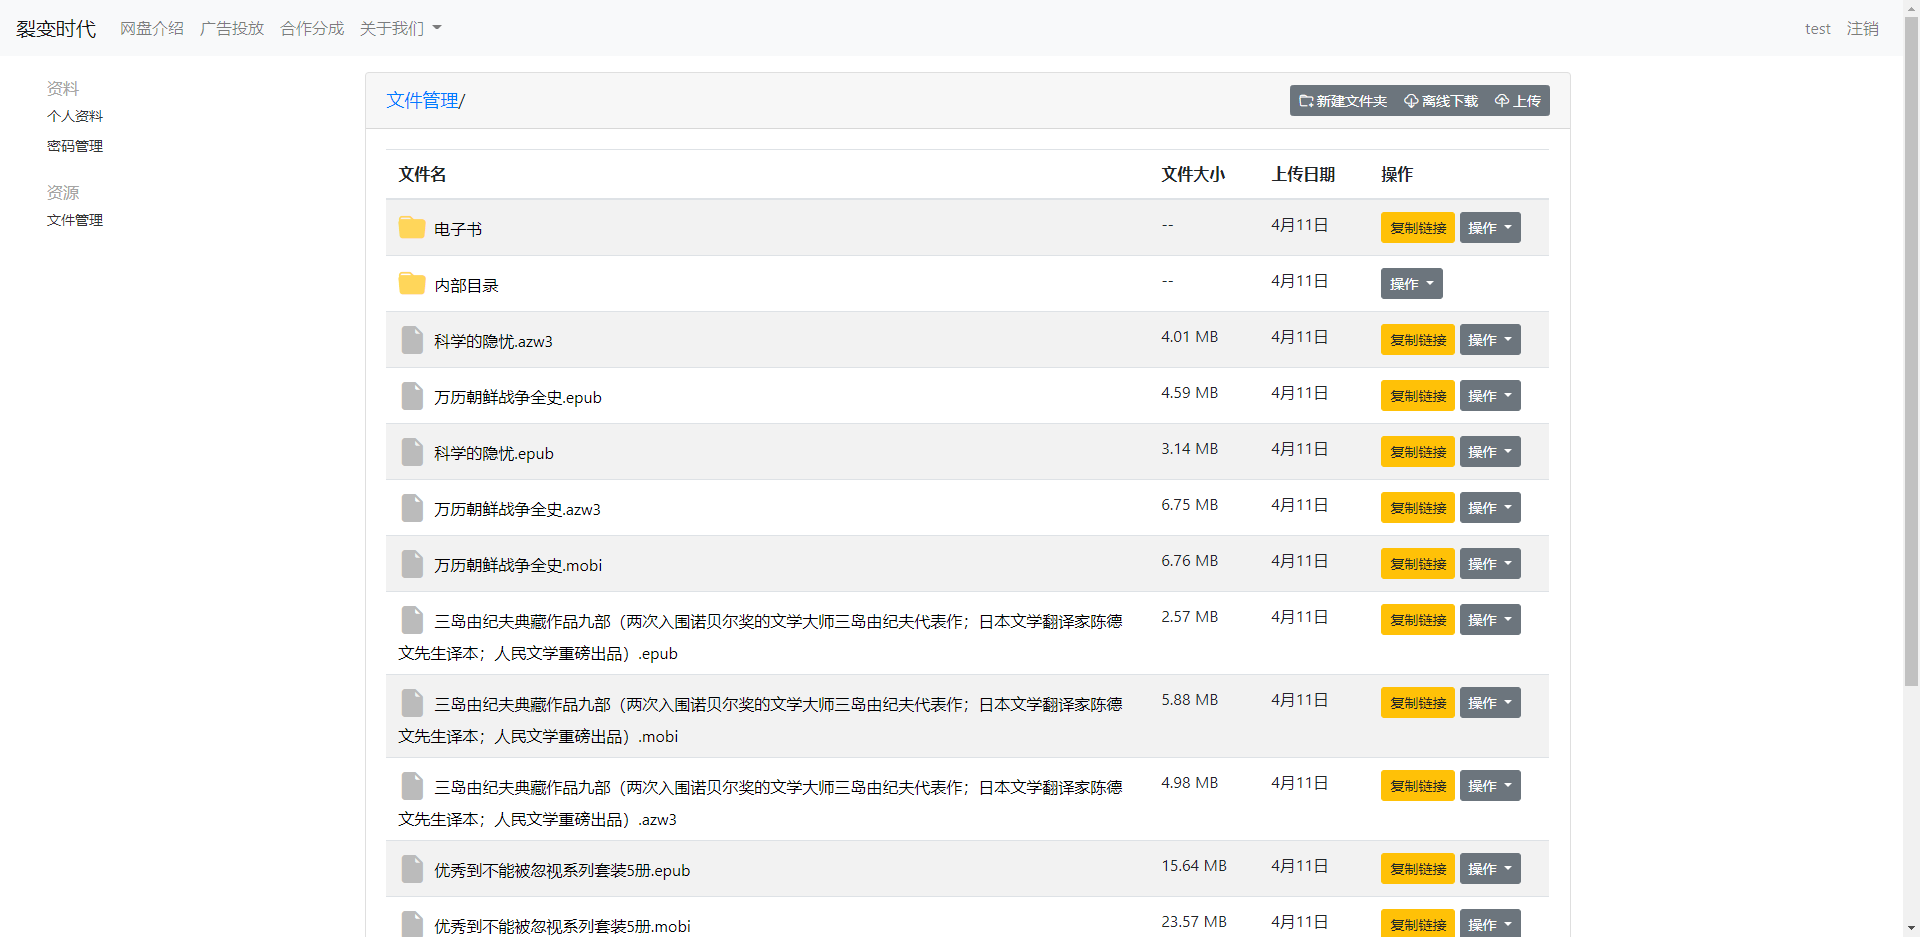 裂变时代 网盘介绍 广告投放 合作分成 关于我们 test 注销
资料
个人资料
密码管理
资源
文件管理
文件管理/ 新建文件夹 离线下载 上传
文件名 文件大小 上传日期 操作
电子书 -- 4月11日 复制链接 操作
内部目录 -- 4月11日 操作
科学的隐忧.azw3 4.01 MB 4月11日 复制链接 操作
万历朝鲜战争全史.epub 4.59 MB 4月11日 复制链接 操作
科学的隐忧.epub 3.14 MB 4月11日 复制链接 操作
万历朝鲜战争全史.azw3 6.75 MB 4月11日 复制链接 操作
万历朝鲜战争全史.mobi 6.76 MB 4月11日 复制链接 操作
三岛由纪夫典藏作品九部（两次入围诺贝尔奖的文学大师三岛由纪夫代表作；日本文学翻译家陈德 2.57 MB 4月11日 复制链接 操作
文先生译本；人民文学重磅出品）.epub
三岛由纪夫典藏作品九部（两次入围诺贝尔奖的文学大师三岛由纪夫代表作；日本文学翻译家陈德 5.88 MB 4月11日 复制链接 操作
文先生译本；人民文学重磅出品）.mobi
三岛由纪夫典藏作品九部（两次入围诺贝尔奖的文学大师三岛由纪夫代表作；日本文学翻译家陈德 4.98 MB 4月11日 复制链接 操作
文先生译本；人民文学重磅出品）.azw3
优秀到不能被忽视系列套装5册.epub 15.64 MB 4月11日 复制链接 操作
优秀到不能被忽视系列套装5册.mobi 23.57 MB 4月11日 复制链接 操作